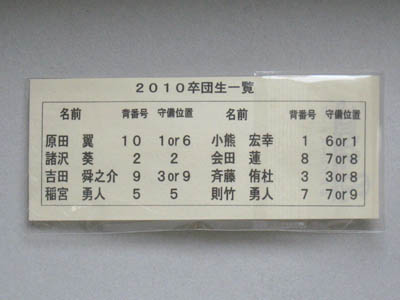 2010卒団生一覧
名前 背番号 守備位置 名前 背番号 守備位置
原田 翼 10 1or6 小熊 宏幸 1 6or1
諸沢 葵 2 2 会田 蓮 8 7or8
吉田 舜之介 9 3or9 斉藤 侑杜 3 3or8
稲宮 勇人 5 5 則竹 勇人 7 7or9